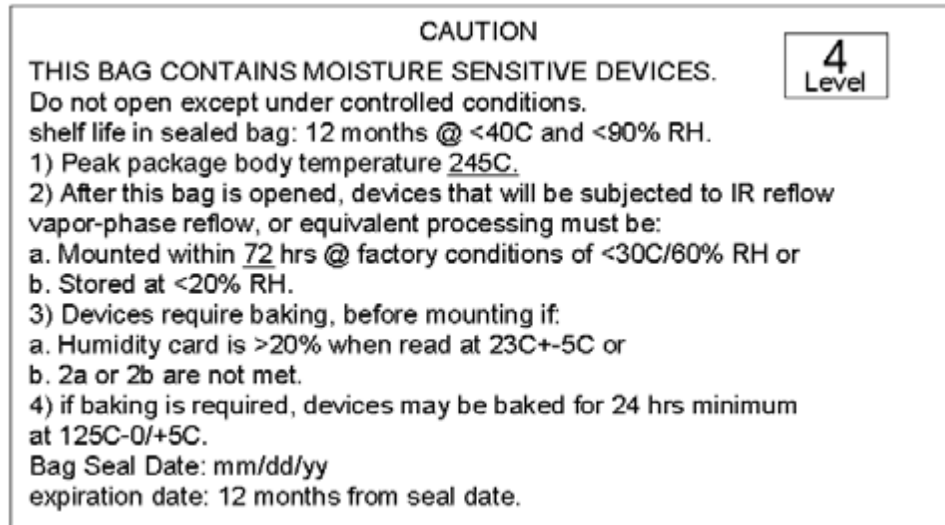 CAUTION
4
Level
THIS BAG CONTAINS MOISTURE SENSITIVE DEVICES.
Do not open except under controlled conditions.
shelf life in sealed bag: 12 months @ <40C and <90% RH.
1) Peak package body temperature 245C.
2) After this bag is opened, devices that will be subjected to IR reflow
vapor-phase reflow, or equivalent processing must be:
a. Mounted within 72 hrs @ factory conditions of <30C/60% RH or
b. Stored at <20% RH.
3) Devices require baking, before mounting if:
a. Humidity card is >20% when read at 23C+-5C or
b. 2a or 2b are not met.
4) if baking is required, devices may be baked for 24 hrs minimum
at 125C-0/+5C.
Bag Seal Date: mm/dd/yy
expiration date: 12 months from seal date.